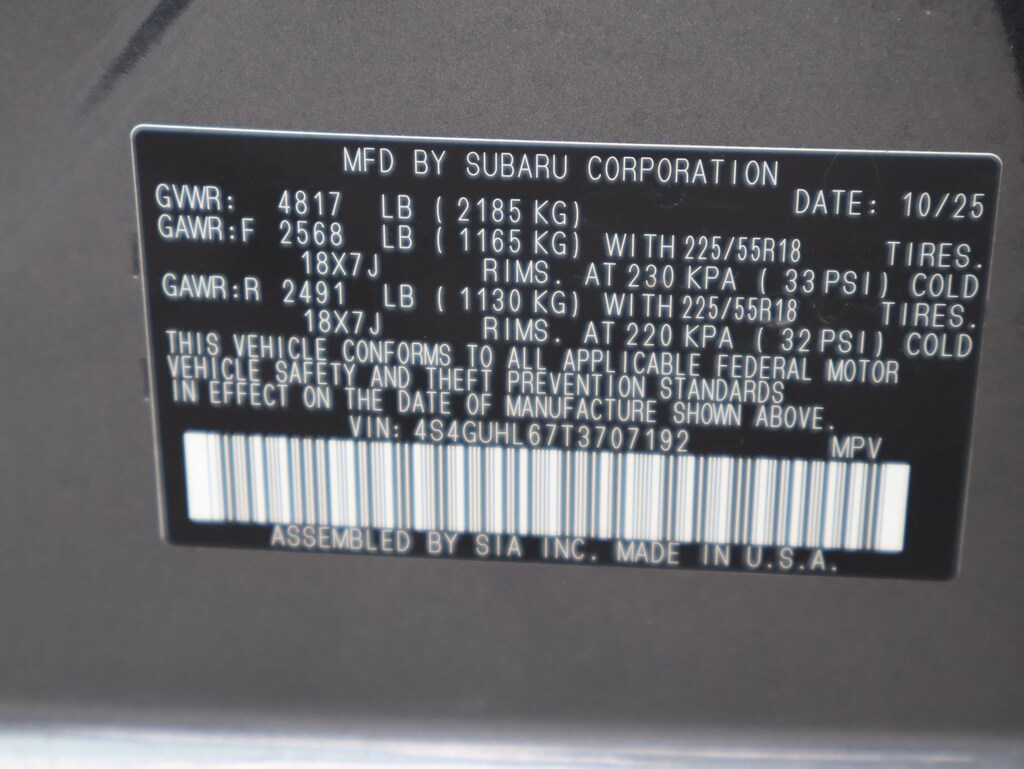 MFD BY SUBARU CORPORATION
DATE: 10/25
GVWR: 4817 LB ( 2185 KG)
GAWR:F 2568 LB ( 1165 KG) WITH 225/55R18 TIRES.
18X7J RIMS. AT 230 KPA ( 33 PSI) COLD
GAWR:R 2491 LB ( 1130 KG) WITH 225/55R18 TIRES.
18X7J RIMS. AT 220 KPA ( 32 PSI) COLD
THIS VEHICLE CONFORMS TO ALL APPLICABLE FEDERAL MOTOR
VEHICLE SAFETY AND THEFT PREVENTION STANDARDS
IN EFFECT ON THE DATE OF MANUFACTURE SHOWN ABOVE.
VIN: 4S4GUHL67T3707192 MPV
ASSEMBLED BY SIA INC. MADE IN U.S.A.